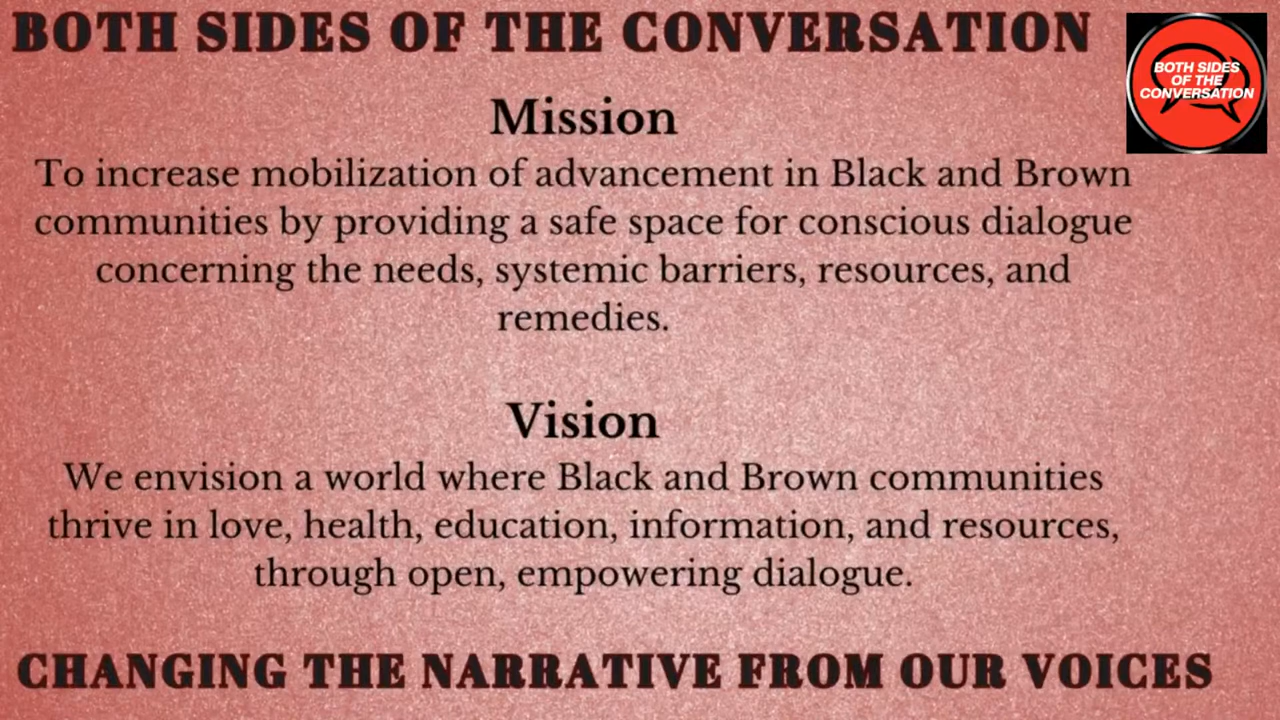 BOTH SIDES OF THE CONVERSATION
BOTH SIDES
OF THE
CONVERSATION
Mission
To increase mobilization of advancement in Black and Brown
communities by providing a safe space for conscious dialogue
concerning the needs, systemic barriers, resources, and
remedies.
Vision
We envision a world where Black and Brown communities
thrive in love, health, education, information, and resources,
through open, empowering dialogue.
CHANGING THE NARRATIVE FROM OUR VOICES